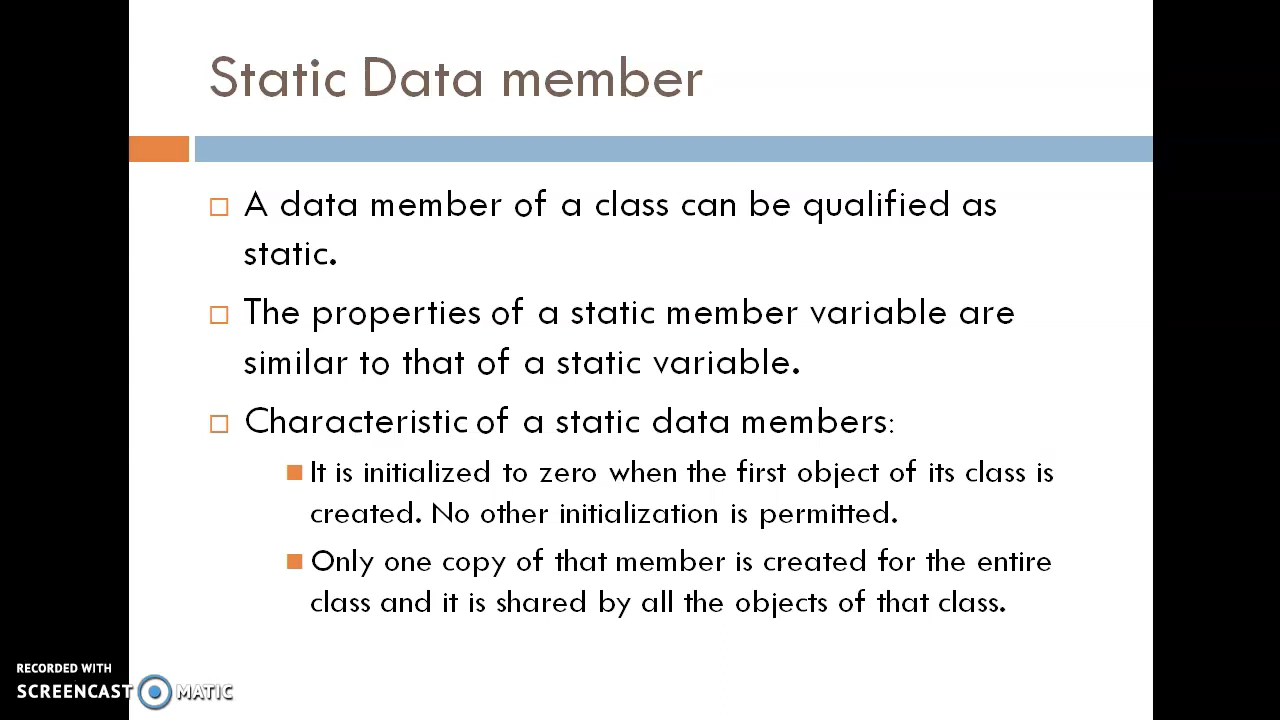 Static Data member
A data member of a class can be qualified as
static.
The properties of a static member variable are
similar to that of a static variable.
Characteristic of a static data members:
It is initialized to zero when the first object of its class is
created. No other initialization is permitted.
Only one copy of that member is created for the entire
class and it is shared by all the objects of that class.
RECORDED WITH
SCREENCAST MATIC